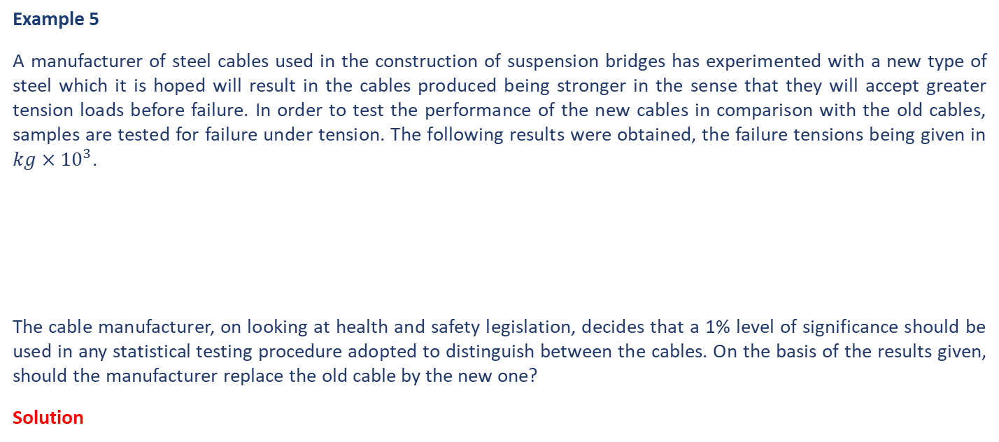 Example 5
A manufacturer of steel cables used in the construction of suspension bridges has experimented with a new type of
steel which it is hoped will result in the cables produced being stronger in the sense that they will accept greater
tension loads before failure. In order to test the performance of the new cables in comparison with the old cables,
samples are tested for failure under tension. The following results were obtained, the failure tensions being given in
kg × 10³.
The cable manufacturer, on looking at health and safety legislation, decides that a 1% level of significance should be
used in any statistical testing procedure adopted to distinguish between the cables. On the basis of the results given,
should the manufacturer replace the old cable by the new one?
Solution